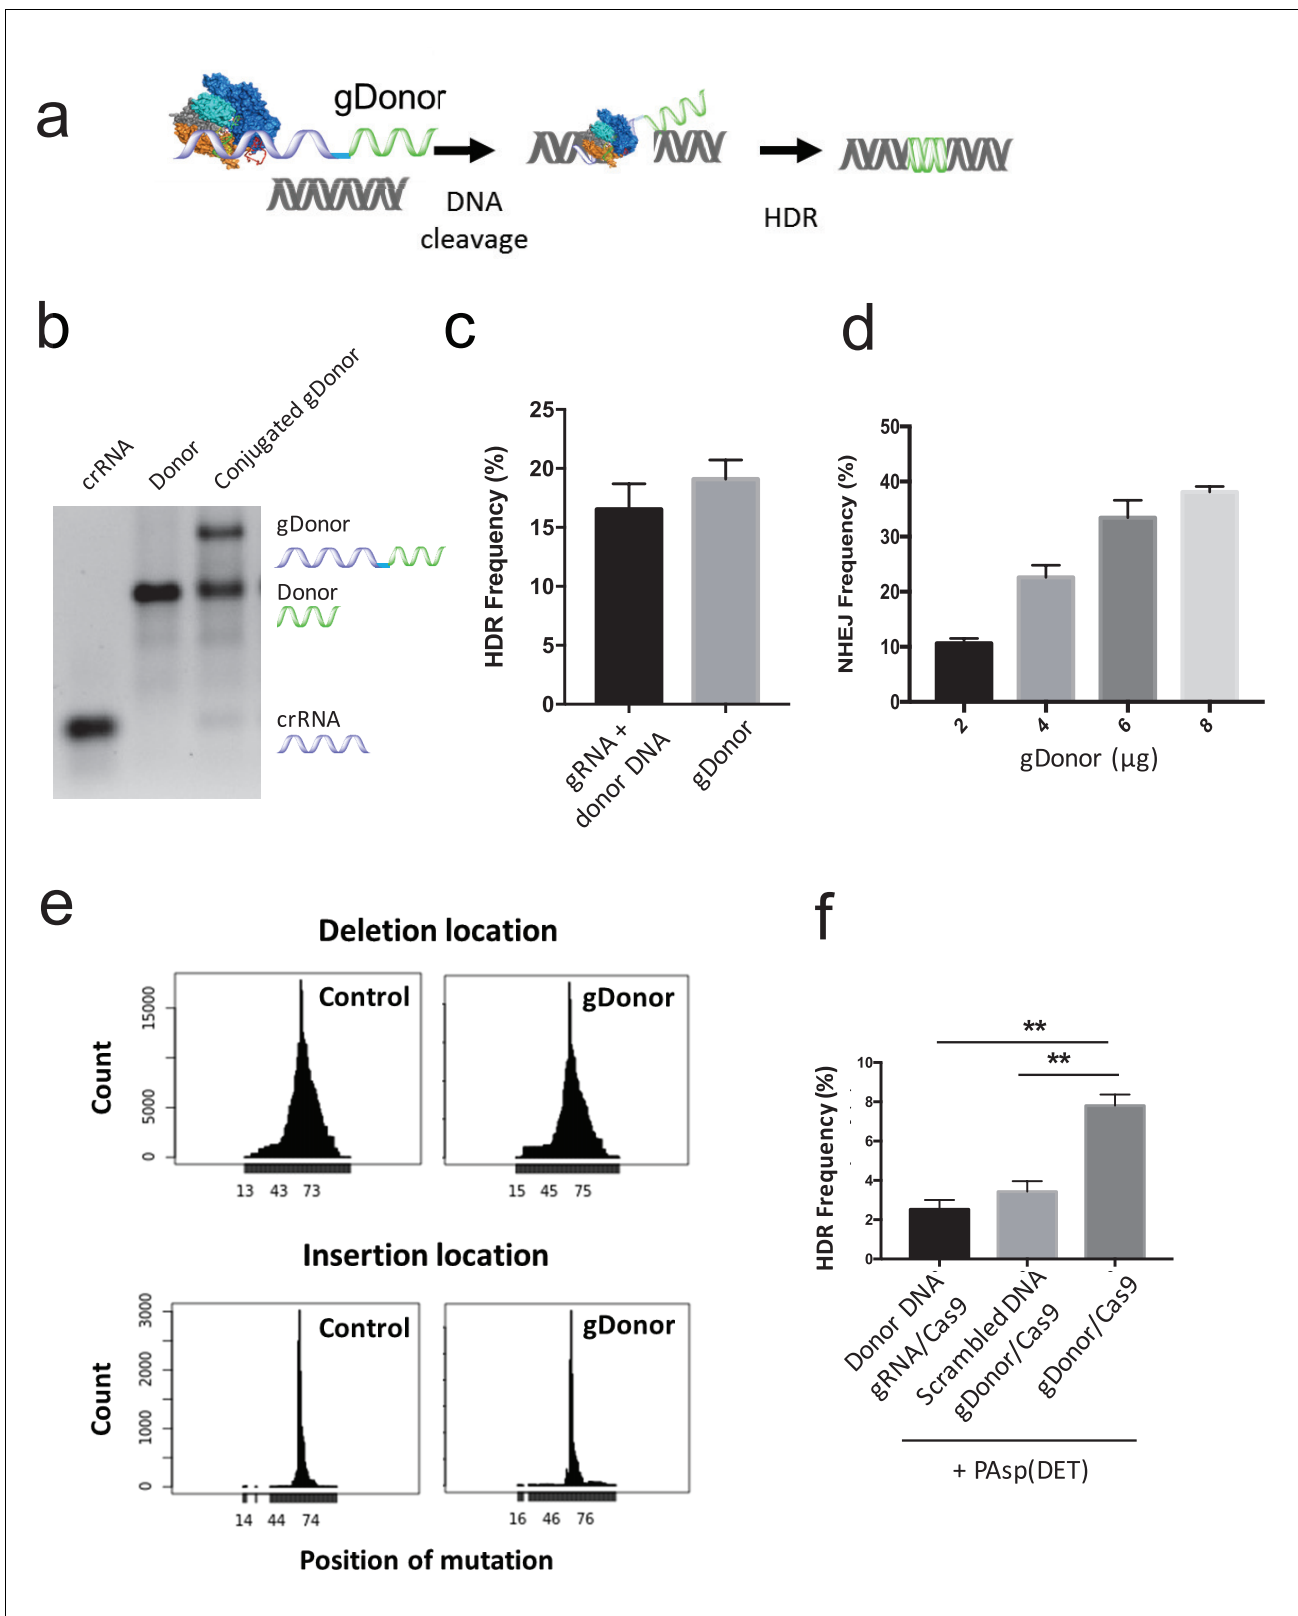 a
gDonor
DNA
cleavage
HDR
b
crRNA
Donor
Conjugated gDonor
gDonor
Donor
crRNA
c
HDR Frequency (%)
25
20
15
10
5
0
gRNA +
donor DNA
gDonor
d
NHEJ Frequency (%)
50
40
30
20
10
0
2
4
6
8
gDonor (μg)
e
Deletion location
Control
gDonor
Count
15000
5000
0
13 43 73
15 45 75
Insertion location
Control
gDonor
Count
3000
2000
1000
0
14 44 74
16 46 76
Position of mutation
f
**
**
HDR Frequency (%)
10
8
6
4
2
0
Donor DNA
gRNA/Cas9
Scrambled DNA
gDonor/Cas9
gDonor/Cas9
+ PAsp(DET)